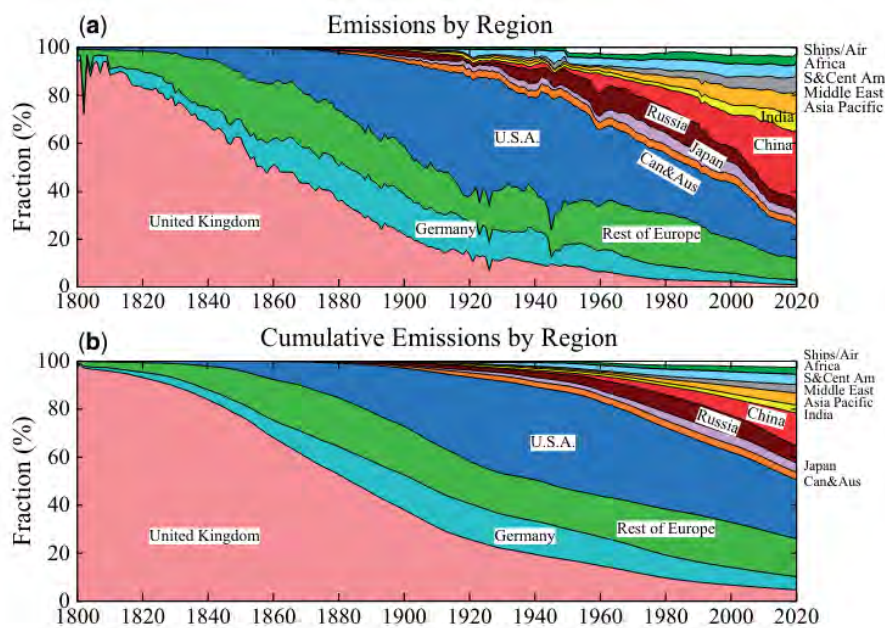 (a) Emissions by Region
Fraction (%)
100
80
60
40
20
0
United Kingdom
Germany
U.S.A.
Rest of Europe
Russia
Japan
Can&Aus
India
China
Ships/Air
Africa
S&Cent Am
Middle East
Asia Pacific
1800 1820 1840 1860 1880 1900 1920 1940 1960 1980 2000 2020
(b) Cumulative Emissions by Region
Fraction (%)
100
80
60
40
20
0
United Kingdom
Germany
U.S.A.
Rest of Europe
Russia
China
Ships/Air
Africa
S&Cent Am
Middle East
Asia Pacific
India
Japan
Can&Aus
1800 1820 1840 1860 1880 1900 1920 1940 1960 1980 2000 2020